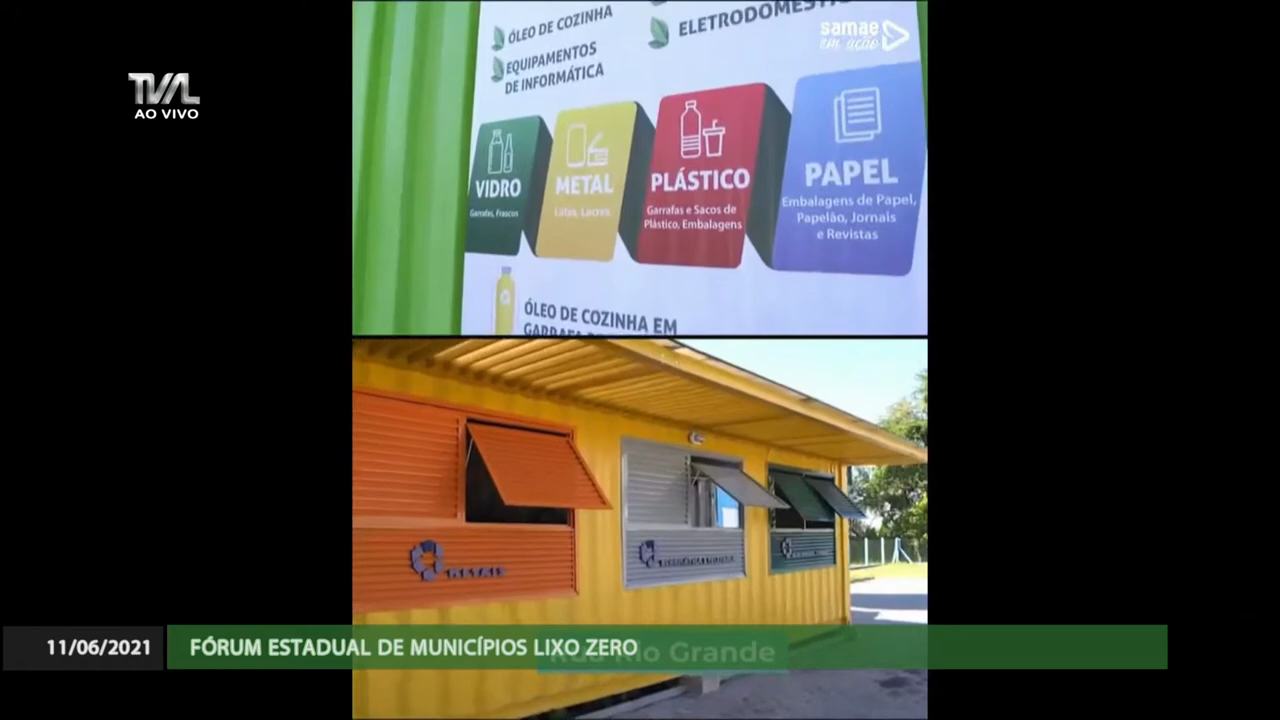 ÓLEO DE COZINHA
EQUIPAMENTOS
DE INFORMÁTICA
samae
em ação
TVAL
AO VIVO
VIDRO
Garrafas, Frascos
METAL
Latas, Lacres,
PLÁSTICO
Garrafas e Sacos de
Plástico, Embalagens
PAPEL
Embalagens de Papel,
Papelão, Jornais
e Revistas
ÓLEO DE COZINHA EM
METAIS
11/06/2021
FÓRUM ESTADUAL DE MUNICÍPIOS LIXO ZERO
Rio Grande